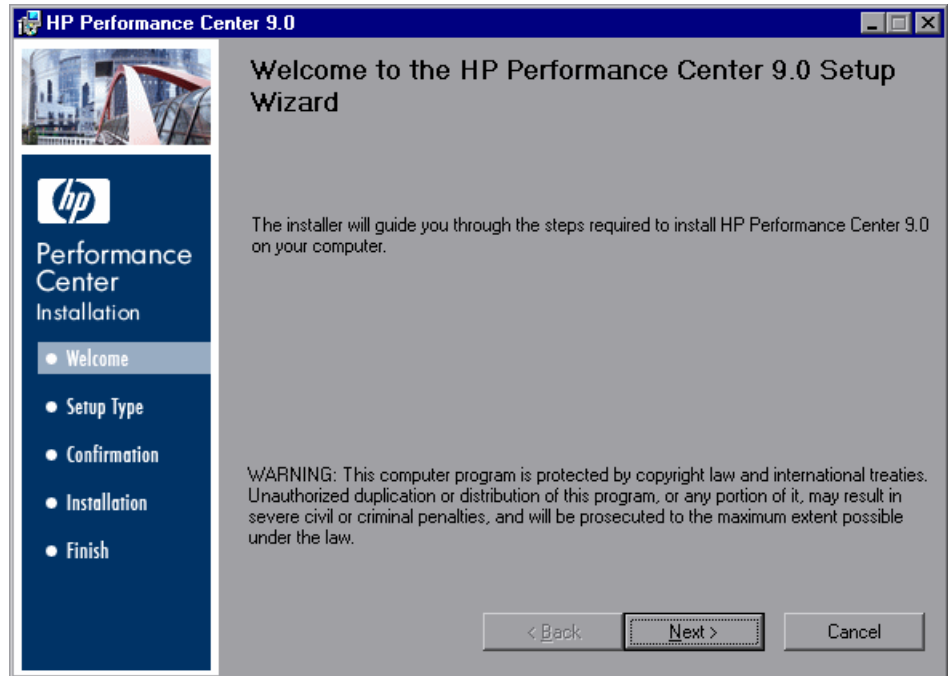 HP Performance Center 9.0
Welcome to the HP Performance Center 9.0 Setup
Wizard
hp
Performance
Center
Installation
Welcome
Setup Type
Confirmation
Installation
Finish
The installer will guide you through the steps required to install HP Performance Center 9.0
on your computer.
WARNING: This computer program is protected by copyright law and international treaties.
Unauthorized duplication or distribution of this program, or any portion of it, may result in
severe civil or criminal penalties, and will be prosecuted to the maximum extent possible
under the law.
< Back
Next >
Cancel